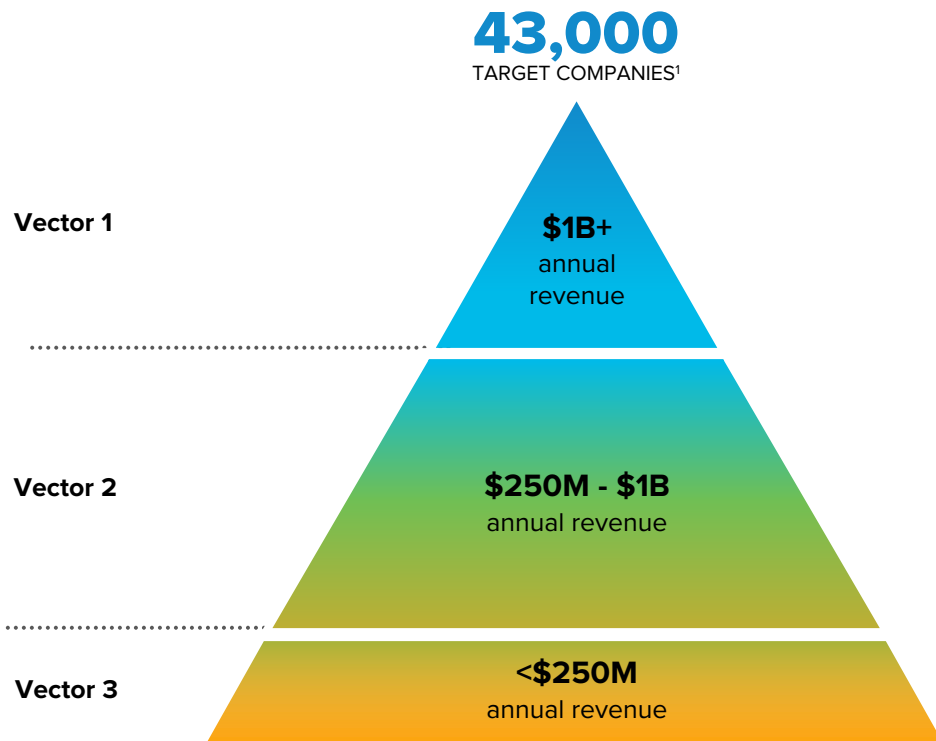 43,000
TARGET COMPANIES¹
Vector 1
$1B+
annual
revenue
Vector 2
$250M - $1B
annual revenue
Vector 3
<$250M
annual revenue